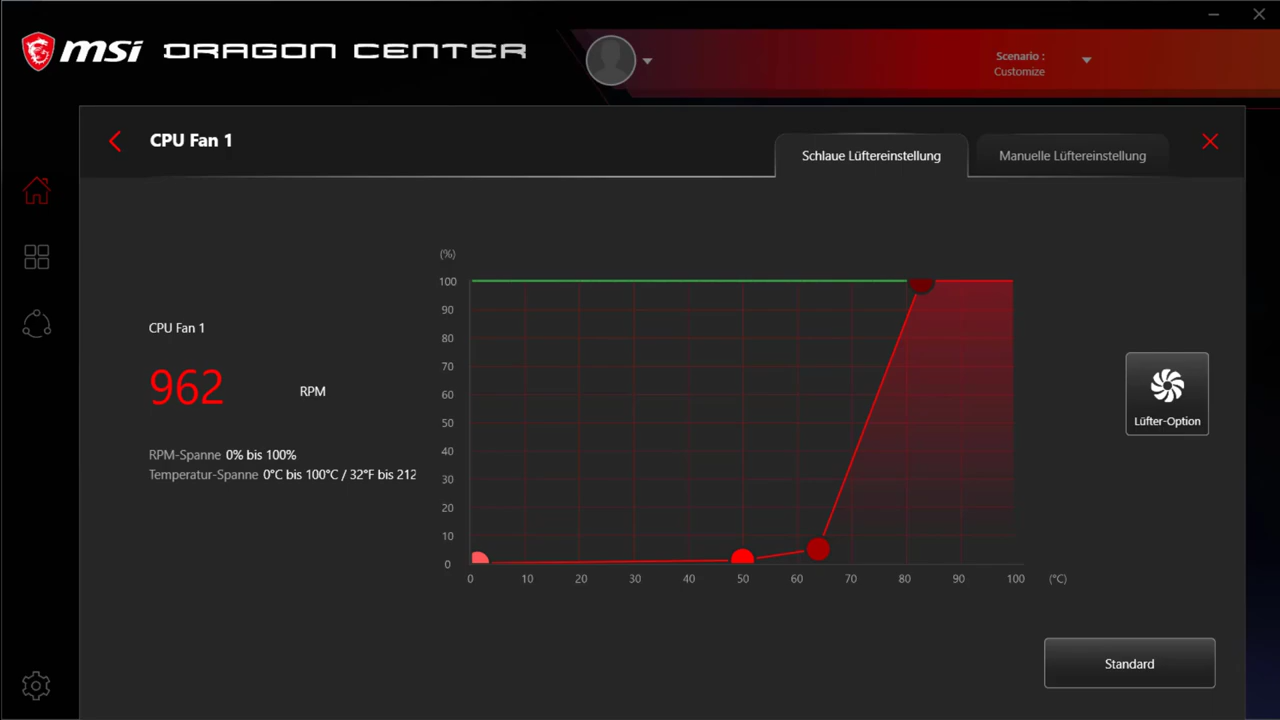 msi DRAGON CENTER
Scenario :
Customize
CPU Fan 1
Schlaue Lüftereinstellung
Manuelle Lüftereinstellung
CPU Fan 1
962 RPM
RPM-Spanne 0% bis 100%
Temperatur-Spanne 0°C bis 100°C / 32°F bis 212
(%)
100
90
80
70
60
50
40
30
20
10
0
0 10 20 30 40 50 60 70 80 90 100 (°C)
Lüfter-Option
Standard